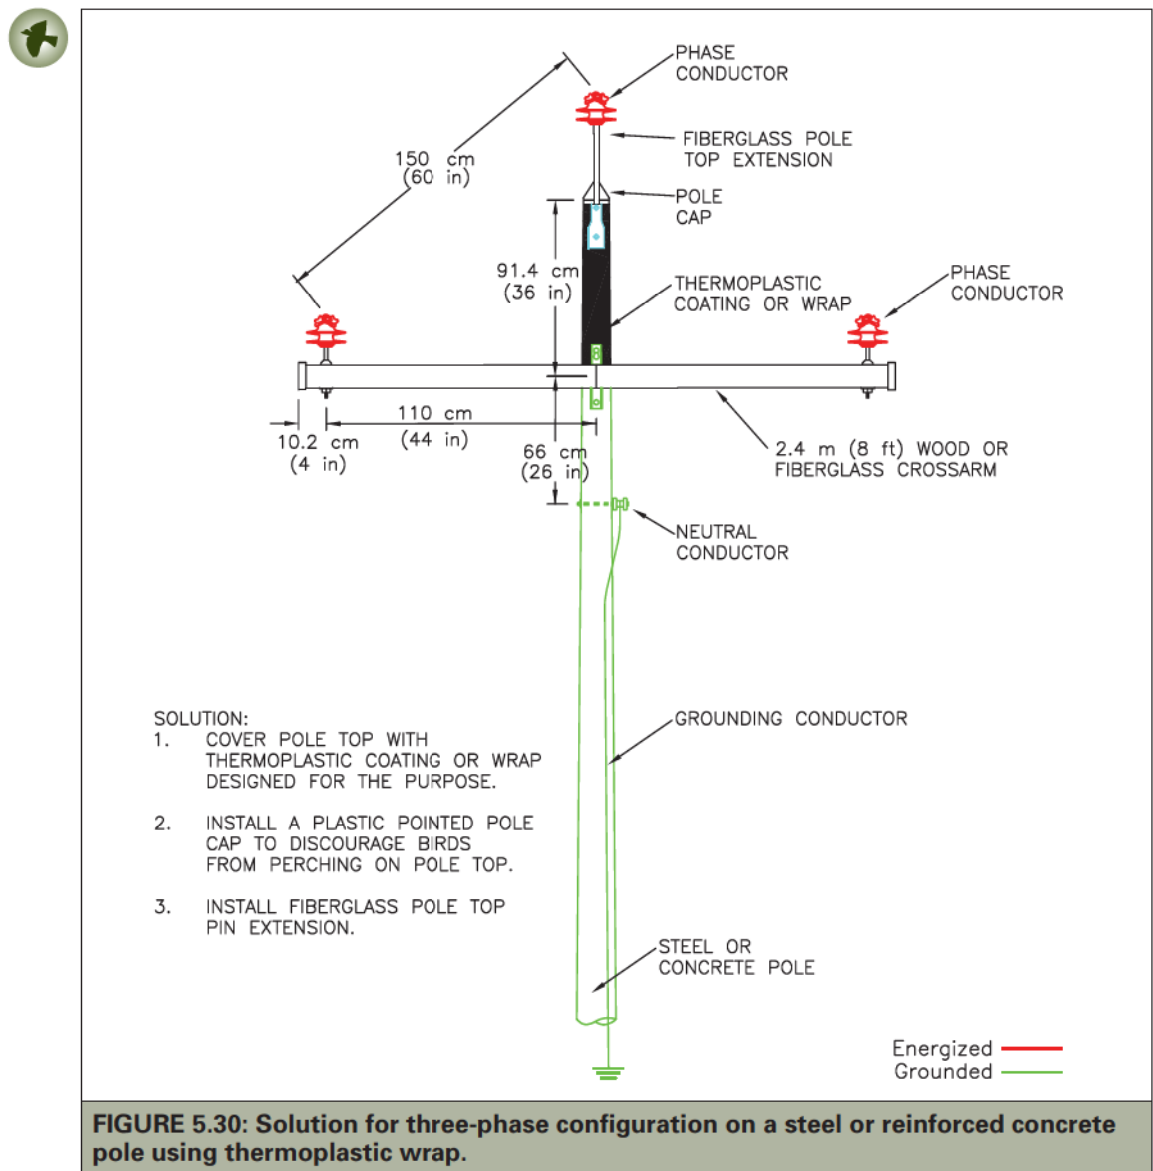 PHASE
CONDUCTOR
FIBERGLASS POLE
TOP EXTENSION
150 cm
(60 in)
POLE
CAP
91.4 cm
(36 in)
THERMOPLASTIC
COATING OR WRAP
PHASE
CONDUCTOR
110 cm
(44 in)
10.2 cm
(4 in)
66 cm
(26 in)
2.4 m (8 ft) WOOD OR
FIBERGLASS CROSSARM
NEUTRAL
CONDUCTOR
GROUNDING CONDUCTOR
SOLUTION:
1. COVER POLE TOP WITH
THERMOPLASTIC COATING OR WRAP
DESIGNED FOR THE PURPOSE.
2. INSTALL A PLASTIC POINTED POLE
CAP TO DISCOURAGE BIRDS
FROM PERCHING ON POLE TOP.
3. INSTALL FIBERGLASS POLE TOP
PIN EXTENSION.
STEEL OR
CONCRETE POLE
Energized
Grounded
FIGURE 5.30: Solution for three-phase configuration on a steel or reinforced concrete
pole using thermoplastic wrap.